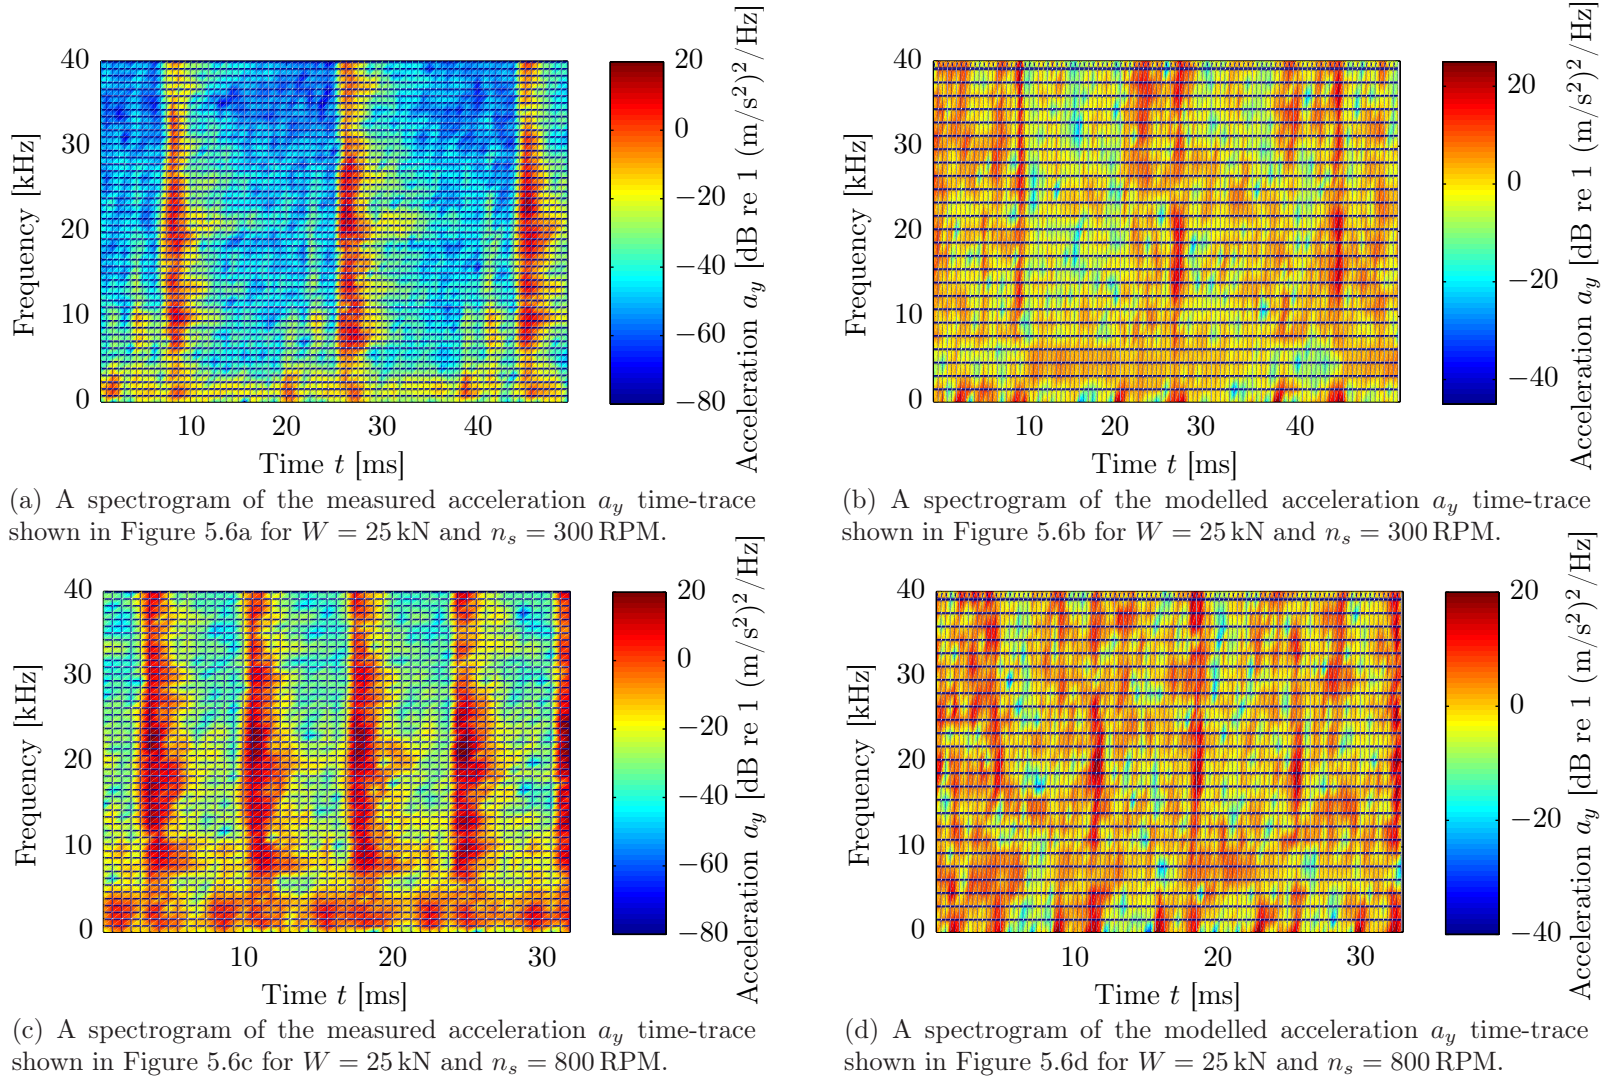 40
30
20
10
0
Frequency [kHz]
10 20 30 40
Time t [ms]
20
0
−20
−40
−60
−80
Acceleration a_y [dB re 1 (m/s²)²/Hz]
(a) A spectrogram of the measured acceleration a_y time-trace
shown in Figure 5.6a for W = 25 kN and n_s = 300 RPM.
40
30
20
10
0
Frequency [kHz]
10 20 30 40
Time t [ms]
20
0
−20
−40
Acceleration a_y [dB re 1 (m/s²)²/Hz]
(b) A spectrogram of the modelled acceleration a_y time-trace
shown in Figure 5.6b for W = 25 kN and n_s = 300 RPM.
40
30
20
10
0
Frequency [kHz]
10 20 30
Time t [ms]
20
0
−20
−40
−60
−80
Acceleration a_y [dB re 1 (m/s²)²/Hz]
(c) A spectrogram of the measured acceleration a_y time-trace
shown in Figure 5.6c for W = 25 kN and n_s = 800 RPM.
40
30
20
10
0
Frequency [kHz]
10 20 30
Time t [ms]
20
0
−20
−40
Acceleration a_y [dB re 1 (m/s²)²/Hz]
(d) A spectrogram of the modelled acceleration a_y time-trace
shown in Figure 5.6d for W = 25 kN and n_s = 800 RPM.